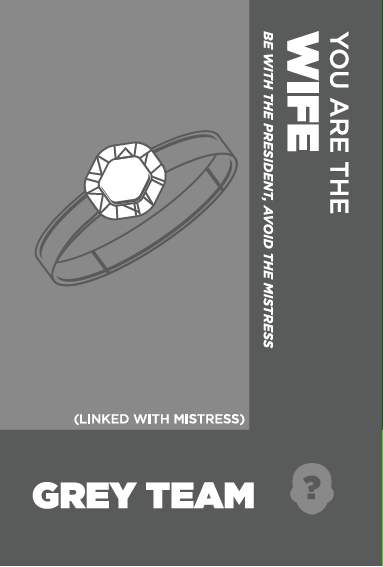 YOU ARE THE
WIFE
BE WITH THE PRESIDENT, AVOID THE MISTRESS
(LINKED WITH MISTRESS)
GREY TEAM
?